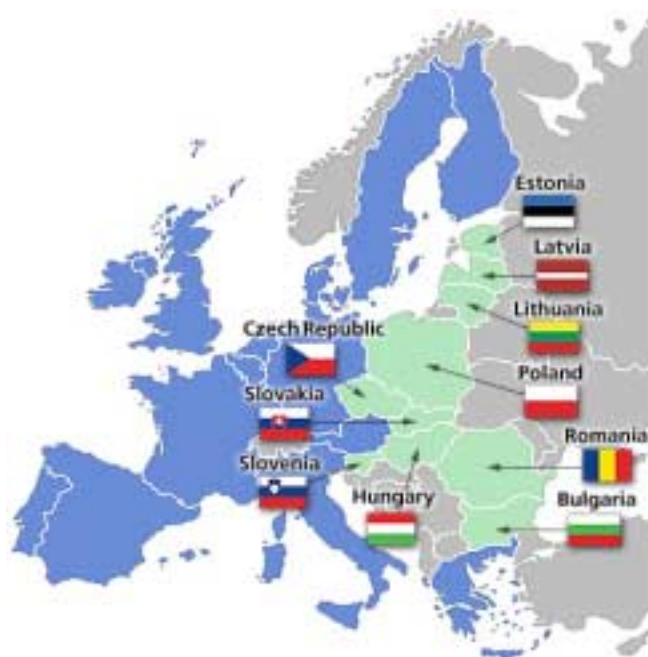 Estonia
Latvia
Lithuania
Czech Republic
Poland
Slovakia
Romania
Slovenia
Hungary
Bulgaria